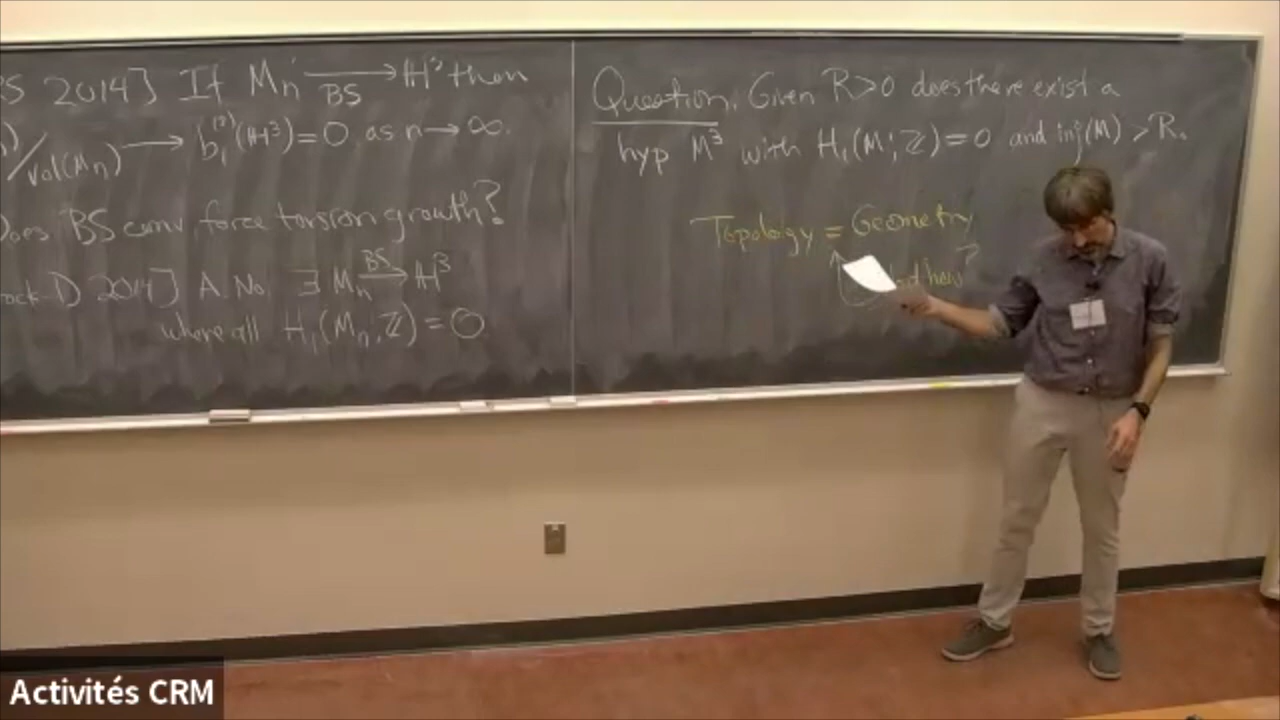 S 2014] If Mn ⟶ H³ then
BS
)/vol(Mn) ⟶ b₁⁽²⁾(H³) = 0 as n→∞.
Does BS conv. force torsion growth?
ock-D 2014] A. No, ∃ Mn ⟶ H³
BS
where all H₁(Mn; Z) = 0
Question. Given R>0 does there exist a
hyp M³ with H₁(M; Z) = 0 and inj(M) > R.
Topology = Geometry
how?
Activités CRM